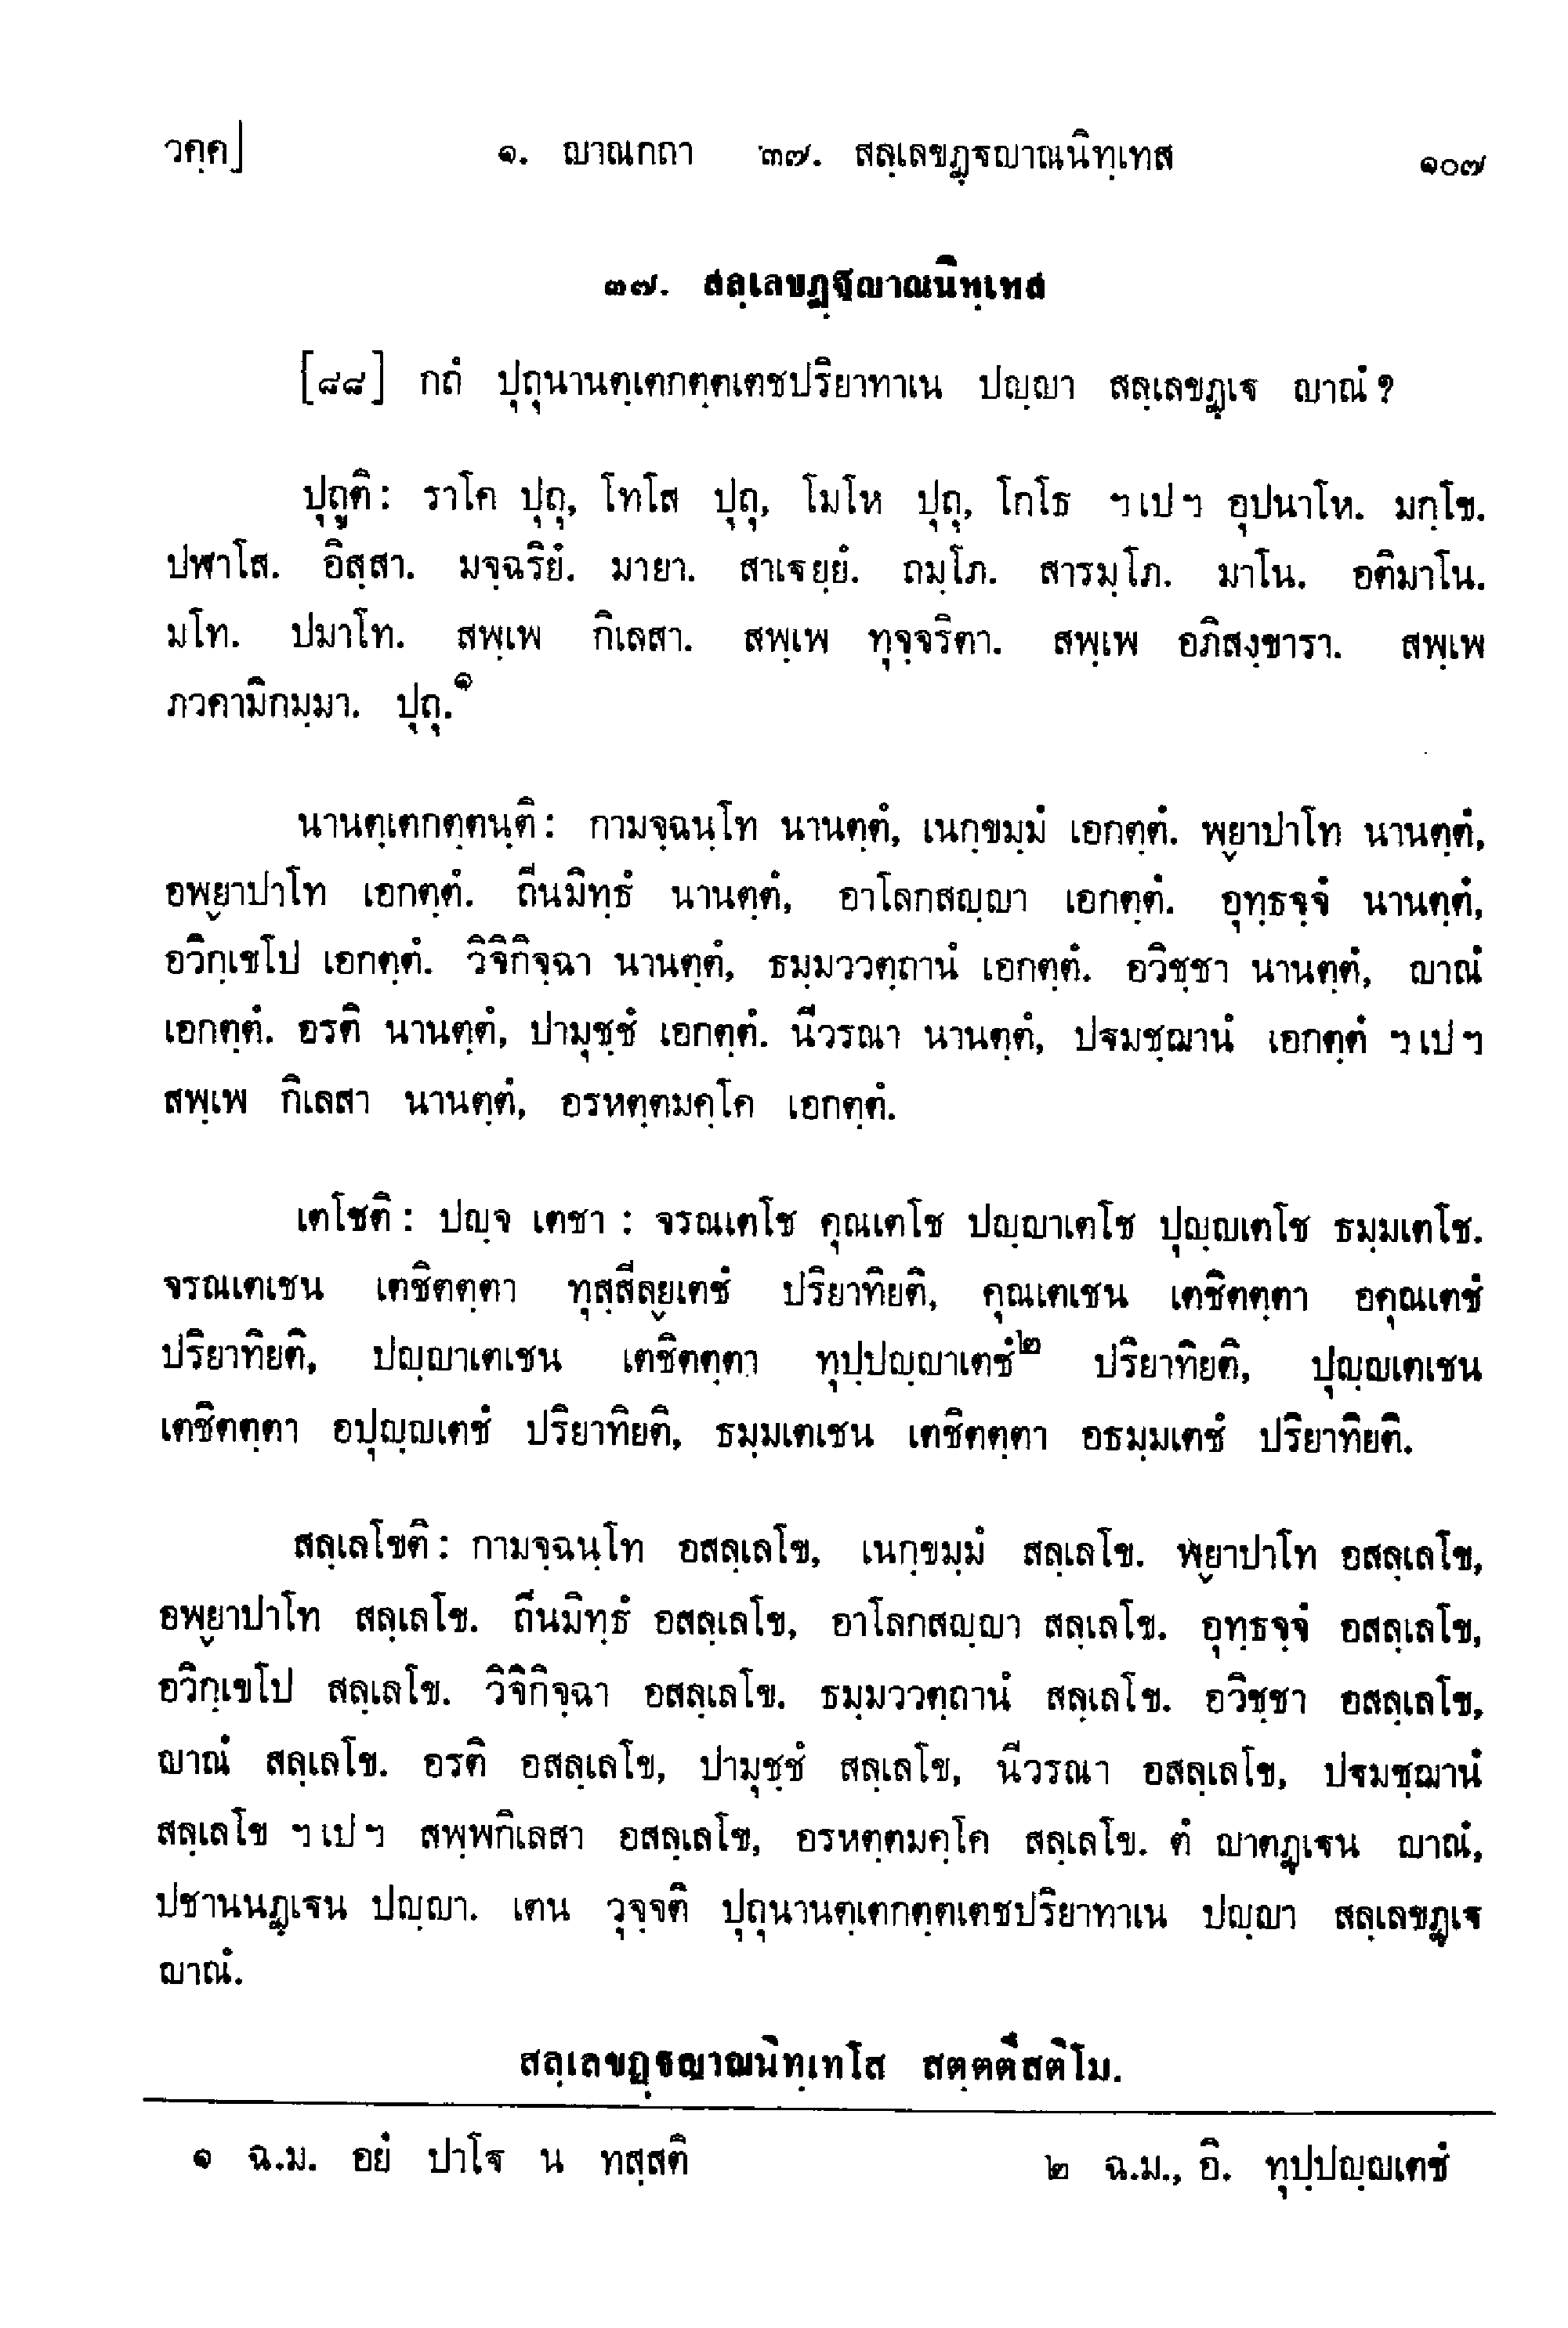 วคฺค] ๑. ญาณกถา ๓๗. สลฺเลขฏฺฐญาณนิทฺเทส ๑๐๗
๓๗. สลฺเลขฏฺฐญาณนิทฺเทส
[๘๘] กถํ ปุถุนานตฺเตกตฺตเตชปริยาทาเน ปญฺญา สลฺเลขฏฺเฐ ญาณํ?
ปุถูติ: ราโค ปุถุ, โทโส ปุถุ, โมโห ปุถุ, โกโธ ฯเปฯ อุปนาโห. มกฺโข.
ปฬาโส. อิสฺสา. มจฺฉริยํ. มายา. สาเฐยฺยํ. ถมฺโภ. สารมฺโภ. มาโน. อติมาโน.
มโท. ปมาโท. สพฺเพ กิเลสา. สพฺเพ ทุจฺจริตา. สพฺเพ อภิสงฺขารา. สพฺเพ
ภวคามิกมฺมา. ปุถุ.๑
นานตฺเตกตฺตนฺติ: กามจฺฉนฺโท นานตฺตํ, เนกฺขมฺมํ เอกตฺตํ. พฺยาปาโท นานตฺตํ,
อพฺยาปาโท เอกตฺตํ. ถีนมิทฺธํ นานตฺตํ, อาโลกสญฺญา เอกตฺตํ. อุทฺธจฺจํ นานตฺตํ,
อวิกฺเขโป เอกตฺตํ. วิจิกิจฺฉา นานตฺตํ, ธมฺมววตฺถานํ เอกตฺตํ. อวิชฺชา นานตฺตํ, ญาณํ
เอกตฺตํ. อรติ นานตฺตํ, ปามุชฺชํ เอกตฺตํ. นีวรณา นานตฺตํ, ปฐมชฺฌานํ เอกตฺตํ ฯเปฯ
สพฺเพ กิเลสา นานตฺตํ, อรหตฺตมคฺโค เอกตฺตํ.
เตโชติ: ปญฺจ เตชา: จรณเตโช คุณเตโช ปญฺญาเตโช ปุญฺญเตโช ธมฺมเตโช.
จรณเตเชน เตชิตตฺตา ทุสฺสีลฺยเตชํ ปริยาทิยติ, คุณเตเชน เตชิตตฺตา อคุณเตชํ
ปริยาทิยติ, ปญฺญาเตเชน เตชิตตฺตา ทุปฺปญฺญาเตชํ๒ ปริยาทิยติ, ปุญฺญเตเชน
เตชิตตฺตา อปุญฺญเตชํ ปริยาทิยติ, ธมฺมเตเชน เตชิตตฺตา อธมฺมเตชํ ปริยาทิยติ.
สลฺเลโขติ: กามจฺฉนฺโท อสลฺเลโข, เนกฺขมฺมํ สลฺเลโข. พฺยาปาโท อสลฺเลโข,
อพฺยาปาโท สลฺเลโข. ถีนมิทฺธํ อสลฺเลโข, อาโลกสญฺญา สลฺเลโข. อุทฺธจฺจํ อสลฺเลโข,
อวิกฺเขโป สลฺเลโข. วิจิกิจฺฉา อสลฺเลโข. ธมฺมววตฺถานํ สลฺเลโข. อวิชฺชา อสลฺเลโข,
ญาณํ สลฺเลโข. อรติ อสลฺเลโข, ปามุชฺชํ สลฺเลโข, นีวรณา อสลฺเลโข, ปฐมชฺฌานํ
สลฺเลโข ฯเปฯ สพฺพกิเลสา อสลฺเลโข, อรหตฺตมคฺโค สลฺเลโข. ตํ ญาตฏฺเฐน ญาณํ,
ปชานนฏฺเฐน ปญฺญา. เตน วุจฺจติ ปุถุนานตฺเตกตฺตเตชปริยาทาเน ปญฺญา สลฺเลขฏฺเฐ
ญาณํ.
สลฺเลขฏฺฐญาณนิทฺเทโส สตฺตตึสติโม.
๑ ฉ.ม. อยํ ปาโฐ น ทสฺสติ ๒ ฉ.ม., อิ. ทุปฺปญฺญเตชํ